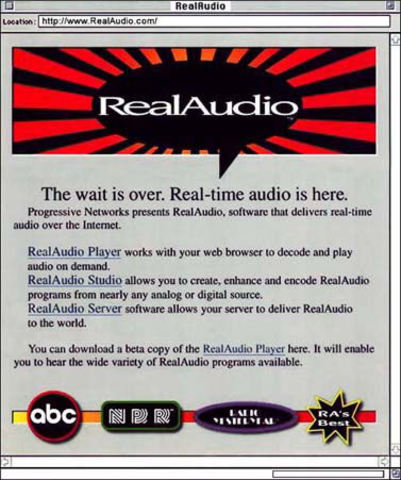 RealAudio
Location: http://www.RealAudio.com/
RealAudio™
The wait is over. Real-time audio is here.
Progressive Networks presents RealAudio, software that delivers real-time
audio over the Internet.
RealAudio Player works with your web browser to decode and play
audio on demand.
RealAudio Studio allows you to create, enhance and encode RealAudio
programs from nearly any analog or digital source.
RealAudio Server software allows your server to deliver RealAudio
to the world.
You can download a beta copy of the RealAudio Player here. It will enable
you to hear the wide variety of RealAudio programs available.
abc
NPR
RADIO
YESTERYEAR
RA's
Best